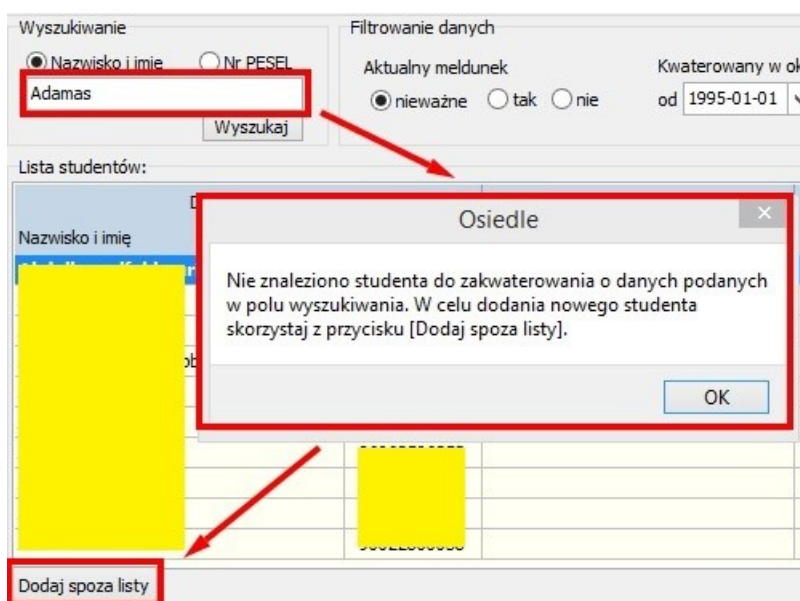 Wyszukiwanie
Filtrowanie danych
Nazwisko i imię
Nr PESEL
Aktualny meldunek
Kwaterowany w ok
Adamas
nieważne
tak
nie
od 1995-01-01
Wyszukaj
Lista studentów:
Nazwisko i imię
Osiedle
Nie znaleziono studenta do zakwaterowania o danych podanych
w polu wyszukiwania. W celu dodania nowego studenta
skorzystaj z przycisku [Dodaj spoza listy].
OK
Dodaj spoza listy